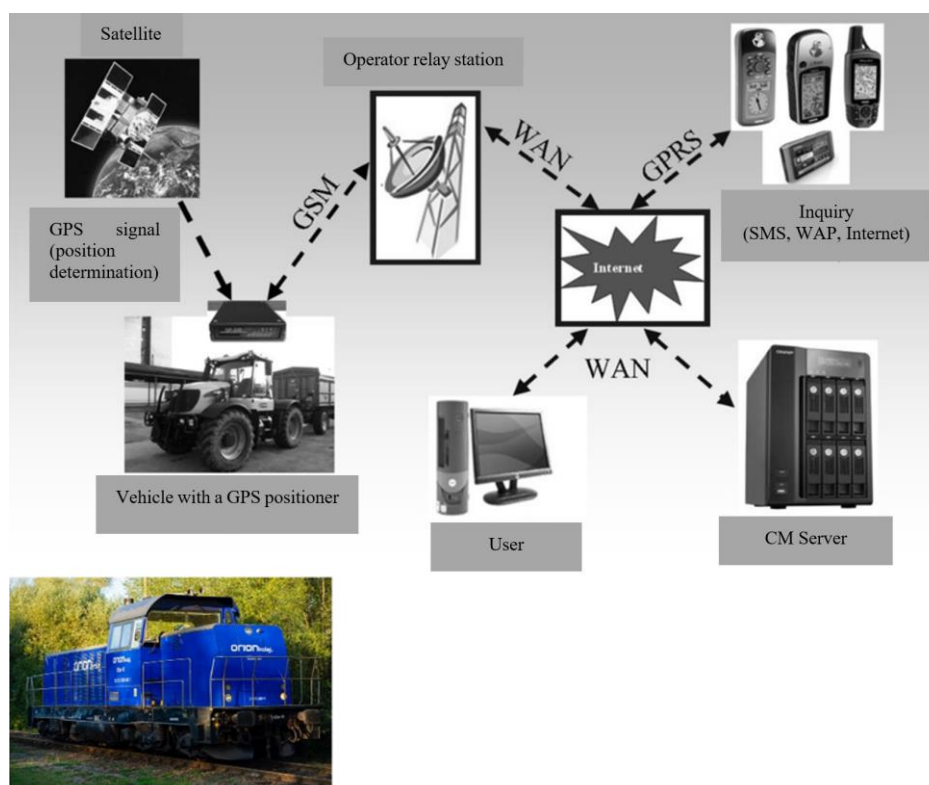 Satellite
Operator relay station
GPS signal
(position
determination)
GSM
WAN
GPRS
Inquiry
(SMS, WAP, Internet)
Internet
WAN
Vehicle with a GPS positioner
User
CM Server
ORION
ORION